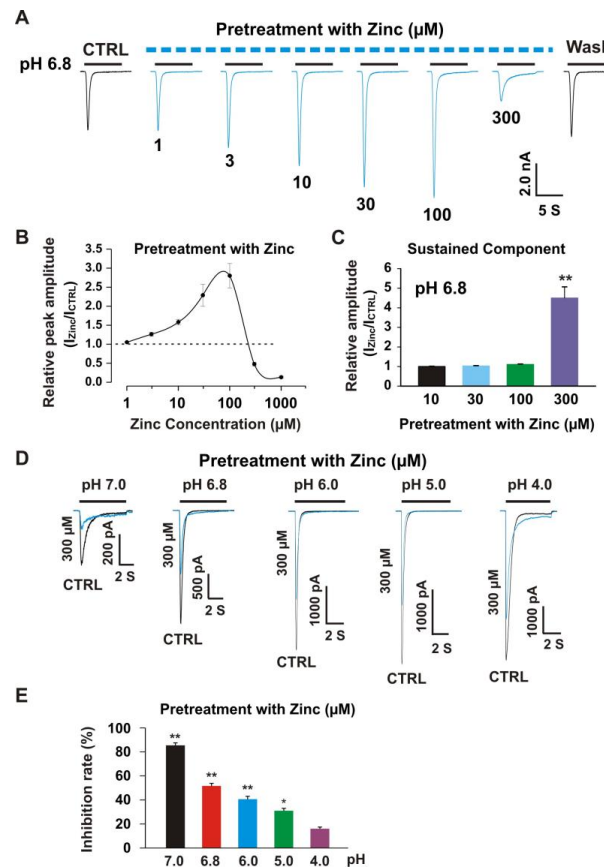 A
Pretreatment with Zinc (µM)
pH 6.8
CTRL
Wash
1
3
10
30
100
300
2.0 nA
5 S
B
Pretreatment with Zinc
Relative peak amplitude
(IZinc/ICTRL)
3.5
3.0
2.5
2.0
1.5
1.0
0.5
0.0
1
10
100
1000
Zinc Concentration (µM)
C
Sustained Component
pH 6.8
**
Relative amplitude
(IZinc/ICTRL)
6
5
4
3
2
1
0
10
30
100
300
Pretreatment with Zinc (µM)
D
Pretreatment with Zinc (µM)
pH 7.0
pH 6.8
pH 6.0
pH 5.0
pH 4.0
300 µM
CTRL
200 pA
2 S
300 µM
CTRL
500 pA
2 S
300 µM
CTRL
1000 pA
2 S
300 µM
CTRL
1000 pA
2 S
300 µM
CTRL
1000 pA
2 S
E
Pretreatment with Zinc (µM)
Inhibition rate (%)
100
80
60
40
20
0
**
**
**
*
7.0
6.8
6.0
5.0
4.0
pH